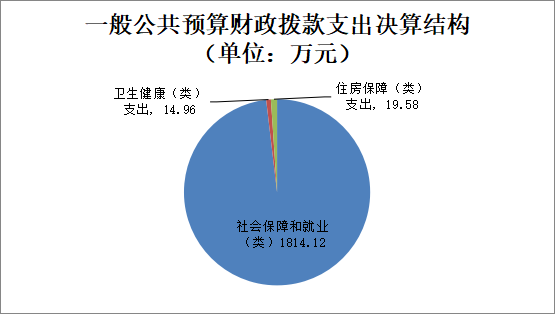 一般公共预算财政拨款支出决算结构
（单位：万元）
卫生健康（类）
支出，14.96
住房保障（类）
支出，19.58
社会保障和就业
（类）1814.12